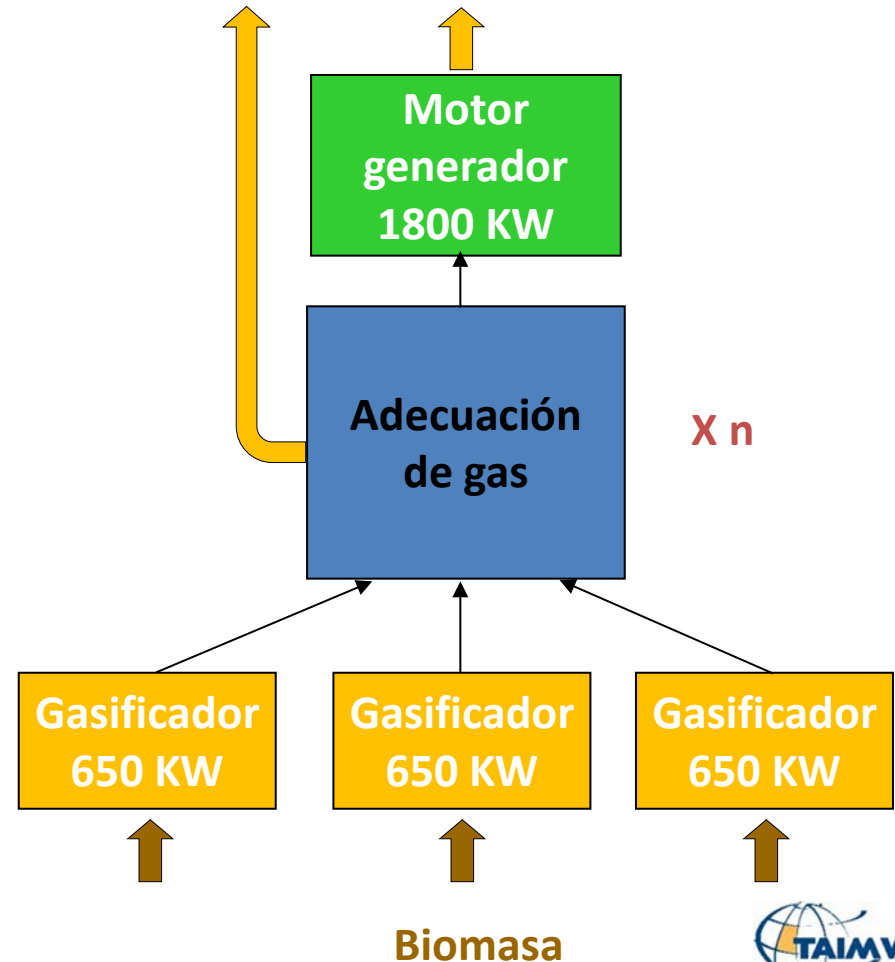 Motor
generador
1800 KW
Adecuación
de gas
X n
Gasificador
650 KW
Gasificador
650 KW
Gasificador
650 KW
Biomasa